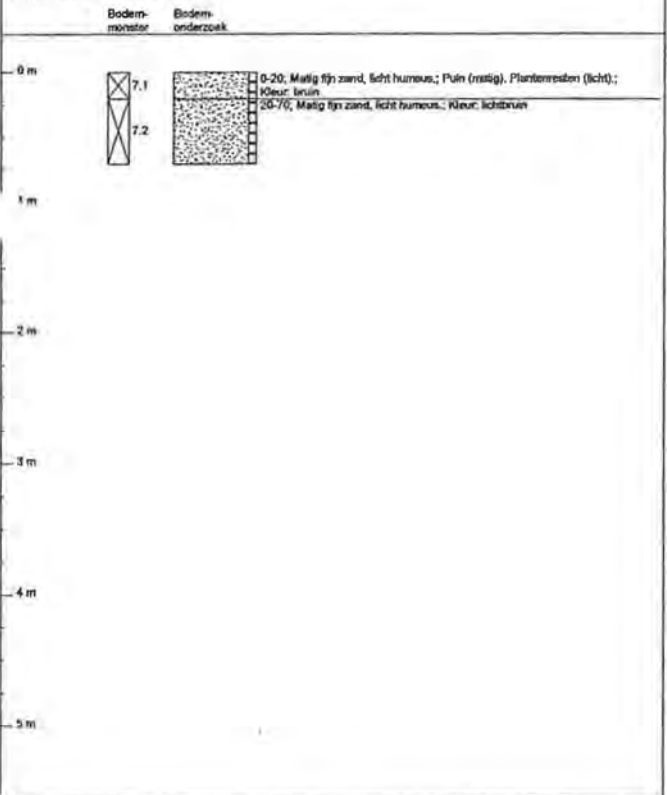 Bodem- Bodem-
monster onderzoek
0 m
7.1 0-20; Matig fijn zand, licht humeus.; Puin (matig). Plantenresten (licht).;
Kleur: bruin
20-70; Matig fijn zand, licht humeus.; Kleur: lichtbruin
7.2
1 m
2 m
3 m
4 m
5 m